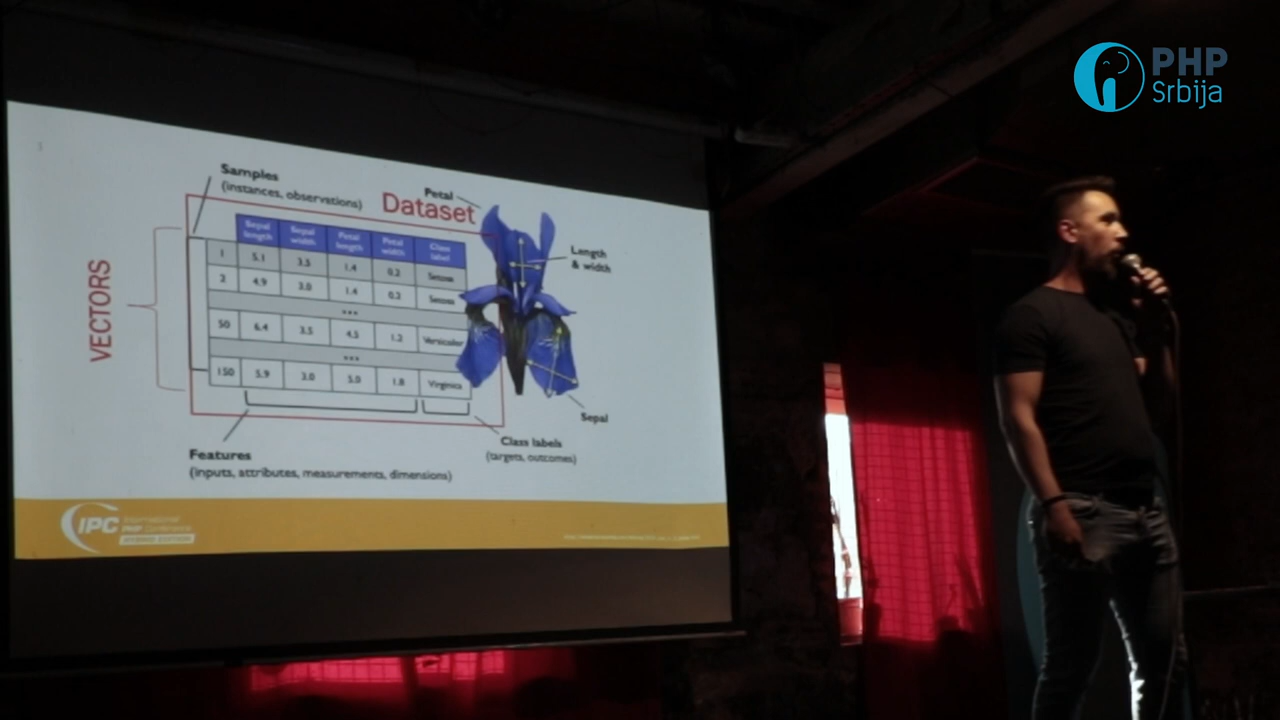 PHP
Srbija
Samples
(instances, observations)
Petal
Dataset
Length
& width
Sepal length Sepal width Petal length Petal width Class label
1 5.1 3.5 1.4 0.2 Setosa
2 4.9 3.0 1.4 0.2 Setosa
...
50 6.4 3.5 4.5 1.2 Versicolor
...
150 5.9 3.0 5.0 1.8 Virginica
VECTORS
Sepal
Features
(inputs, attributes, measurements, dimensions)
Class labels
(targets, outcomes)
IPC International
PHP Conference
HYBRID EDITION